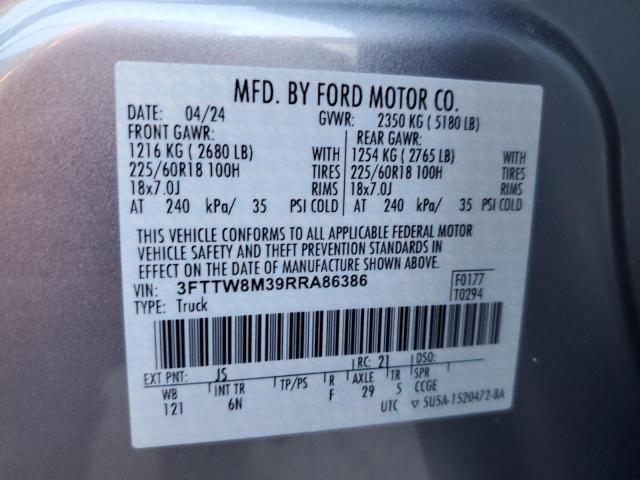 MFD. BY FORD MOTOR CO.
DATE: 04/24 GVWR: 2350 KG ( 5180 LB)
FRONT GAWR: REAR GAWR:
1216 KG ( 2680 LB) WITH 1254 KG ( 2765 LB) WITH
225/60R18 100H TIRES 225/60R18 100H TIRES
18x7.0J RIMS 18x7.0J RIMS
AT 240 kPa/ 35 PSI COLD AT 240 kPa/ 35 PSI COLD
THIS VEHICLE CONFORMS TO ALL APPLICABLE FEDERAL MOTOR
VEHICLE SAFETY AND THEFT PREVENTION STANDARDS IN
EFFECT ON THE DATE OF MANUFACTURE SHOWN ABOVE.
VIN: 3FTTW8M39RRA86386 F0177
TYPE: Truck T0294
EXT PNT: JS RC: 21 DSO:
WB INT TR TP/PS R AXLE TR SPR
121 6N F 29 5 CCGE
UTC ▽ 5U5A-1520472-BA